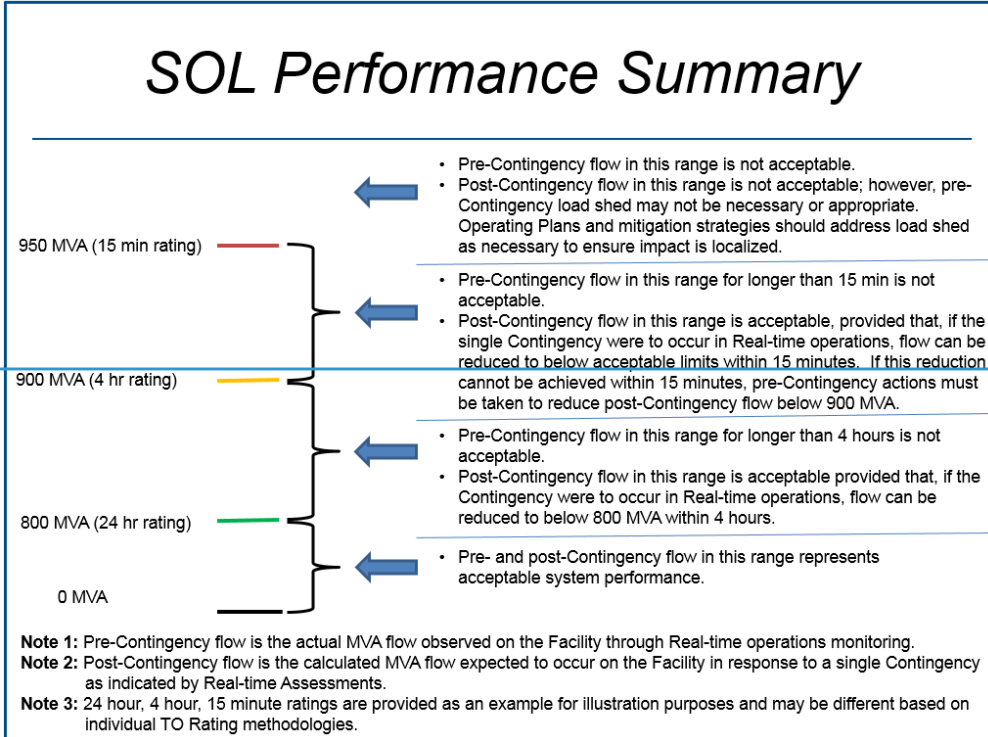 SOL Performance Summary
• Pre-Contingency flow in this range is not acceptable.
• Post-Contingency flow in this range is not acceptable; however, pre-
Contingency load shed may not be necessary or appropriate.
Operating Plans and mitigation strategies should address load shed
as necessary to ensure impact is localized.
950 MVA (15 min rating)
• Pre-Contingency flow in this range for longer than 15 min is not
acceptable.
• Post-Contingency flow in this range is acceptable, provided that, if the
single Contingency were to occur in Real-time operations, flow can be
reduced to below acceptable limits within 15 minutes. If this reduction
cannot be achieved within 15 minutes, pre-Contingency actions must
be taken to reduce post-Contingency flow below 900 MVA.
900 MVA (4 hr rating)
• Pre-Contingency flow in this range for longer than 4 hours is not
acceptable.
• Post-Contingency flow in this range is acceptable provided that, if the
Contingency were to occur in Real-time operations, flow can be
reduced to below 800 MVA within 4 hours.
800 MVA (24 hr rating)
• Pre- and post-Contingency flow in this range represents
acceptable system performance.
0 MVA
Note 1: Pre-Contingency flow is the actual MVA flow observed on the Facility through Real-time operations monitoring.
Note 2: Post-Contingency flow is the calculated MVA flow expected to occur on the Facility in response to a single Contingency
as indicated by Real-time Assessments.
Note 3: 24 hour, 4 hour, 15 minute ratings are provided as an example for illustration purposes and may be different based on
individual TO Rating methodologies.